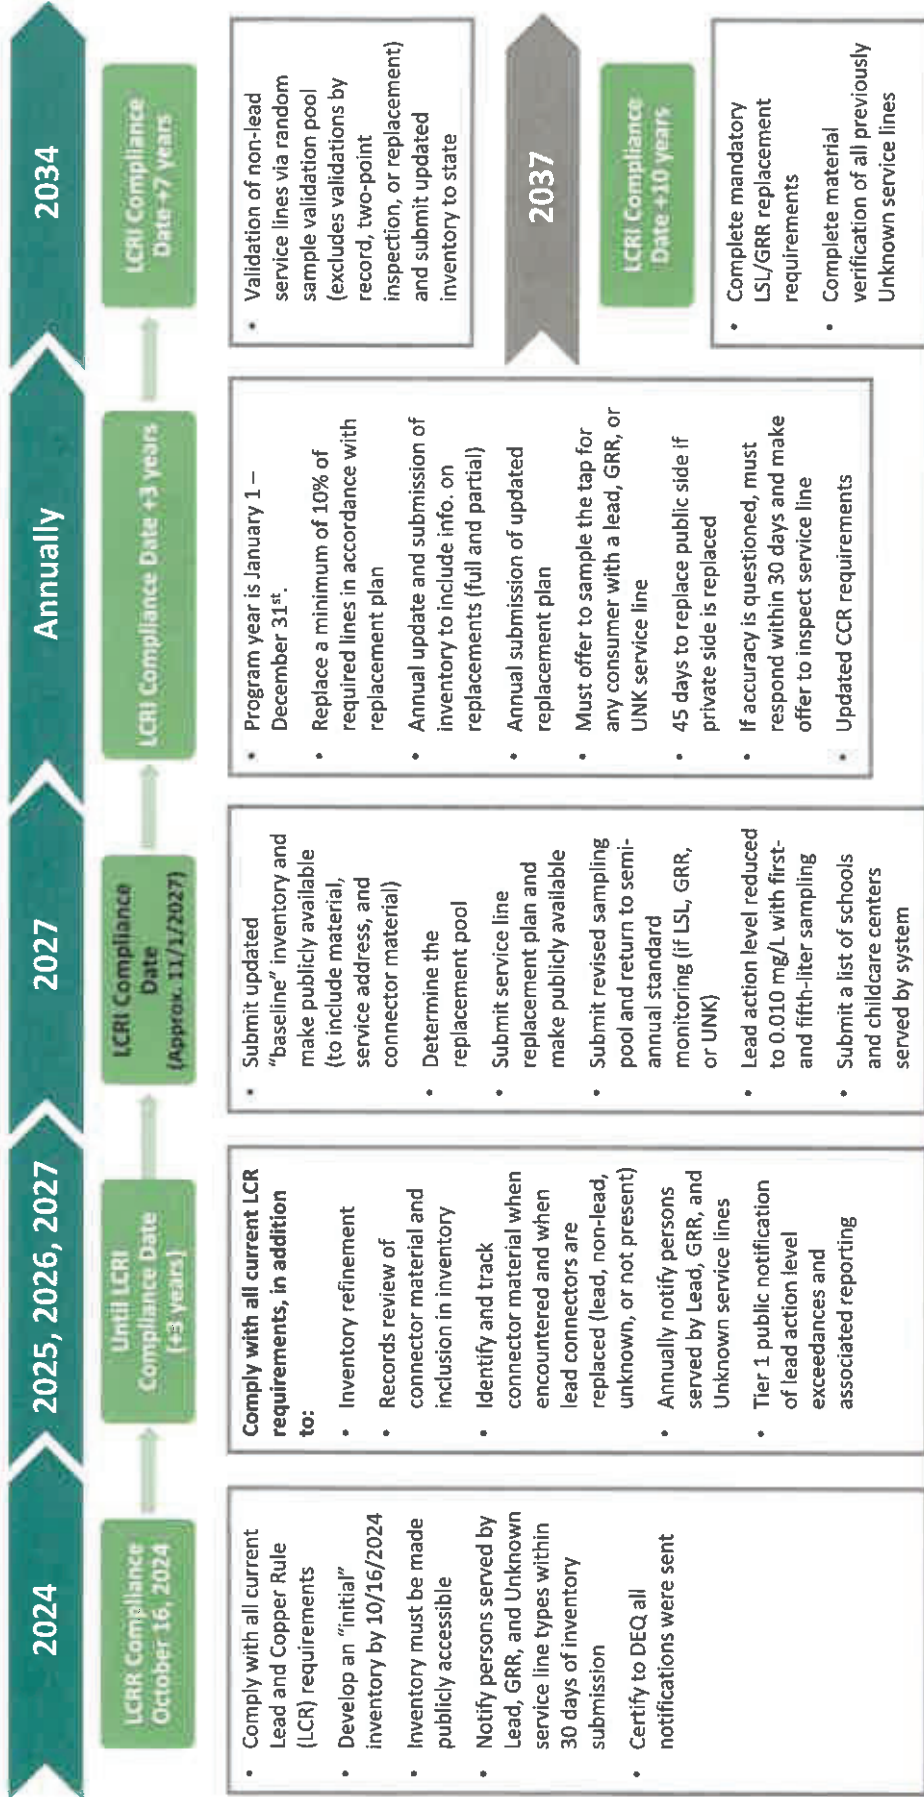 2024
2025, 2026, 2027
2027
Annually
2034
LCRR Compliance
October 16, 2024
Until LCRI
Compliance Date
(+3 years)
LCRI Compliance
Date
(Approx. 11/1/2027)
LCRI Compliance Date +3 years
LCRI Compliance
Date +7 years
• Comply with all current
Lead and Copper Rule
(LCR) requirements
• Develop an "initial"
inventory by 10/16/2024
• Inventory must be made
publicly accessible
• Notify persons served by
Lead, GRR, and Unknown
service line types within
30 days of inventory
submission
• Certify to DEQ all
notifications were sent
Comply with all current LCR
requirements, in addition
to:
• Inventory refinement
• Records review of
connector material and
inclusion in inventory
• Identify and track
connector material when
encountered and when
lead connectors are
replaced (lead, non-lead,
unknown, or not present)
• Annually notify persons
served by Lead, GRR, and
Unknown service lines
• Tier 1 public notification
of lead action level
exceedances and
associated reporting
• Submit updated
"baseline" inventory and
make publicly available
(to include material,
service address, and
connector material)
• Determine the
replacement pool
• Submit service line
replacement plan and
make publicly available
• Submit revised sampling
pool and return to semi-
annual standard
monitoring (if LSL, GRR,
or UNK)
• Lead action level reduced
to 0.010 mg/L with first-
and fifth-liter sampling
• Submit a list of schools
and childcare centers
served by system
• Program year is January 1 –
December 31st.
• Replace a minimum of 10% of
required lines in accordance with
replacement plan
• Annual update and submission of
inventory to include info. on
replacements (full and partial)
• Annual submission of updated
replacement plan
• Must offer to sample the tap for
any consumer with a lead, GRR, or
UNK service line
• 45 days to replace public side if
private side is replaced
• If accuracy is questioned, must
respond within 30 days and make
offer to inspect service line
• Updated CCR requirements
• Validation of non-lead
service lines via random
sample validation pool
(excludes validations by
record, two-point
inspection, or replacement)
and submit updated
inventory to state
2037
LCRI Compliance
Date +10 years
• Complete mandatory
LSL/GRR replacement
requirements
• Complete material
verification of all previously
Unknown service lines